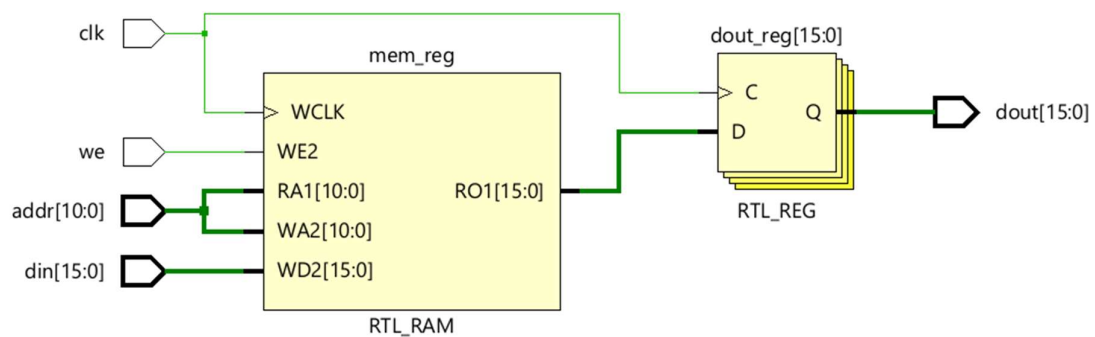 clk
we
addr[10:0]
din[15:0]
mem_reg
WCLK
WE2
RA1[10:0]
WA2[10:0]
WD2[15:0]
RO1[15:0]
RTL_RAM
dout_reg[15:0]
C
D
Q
RTL_REG
dout[15:0]